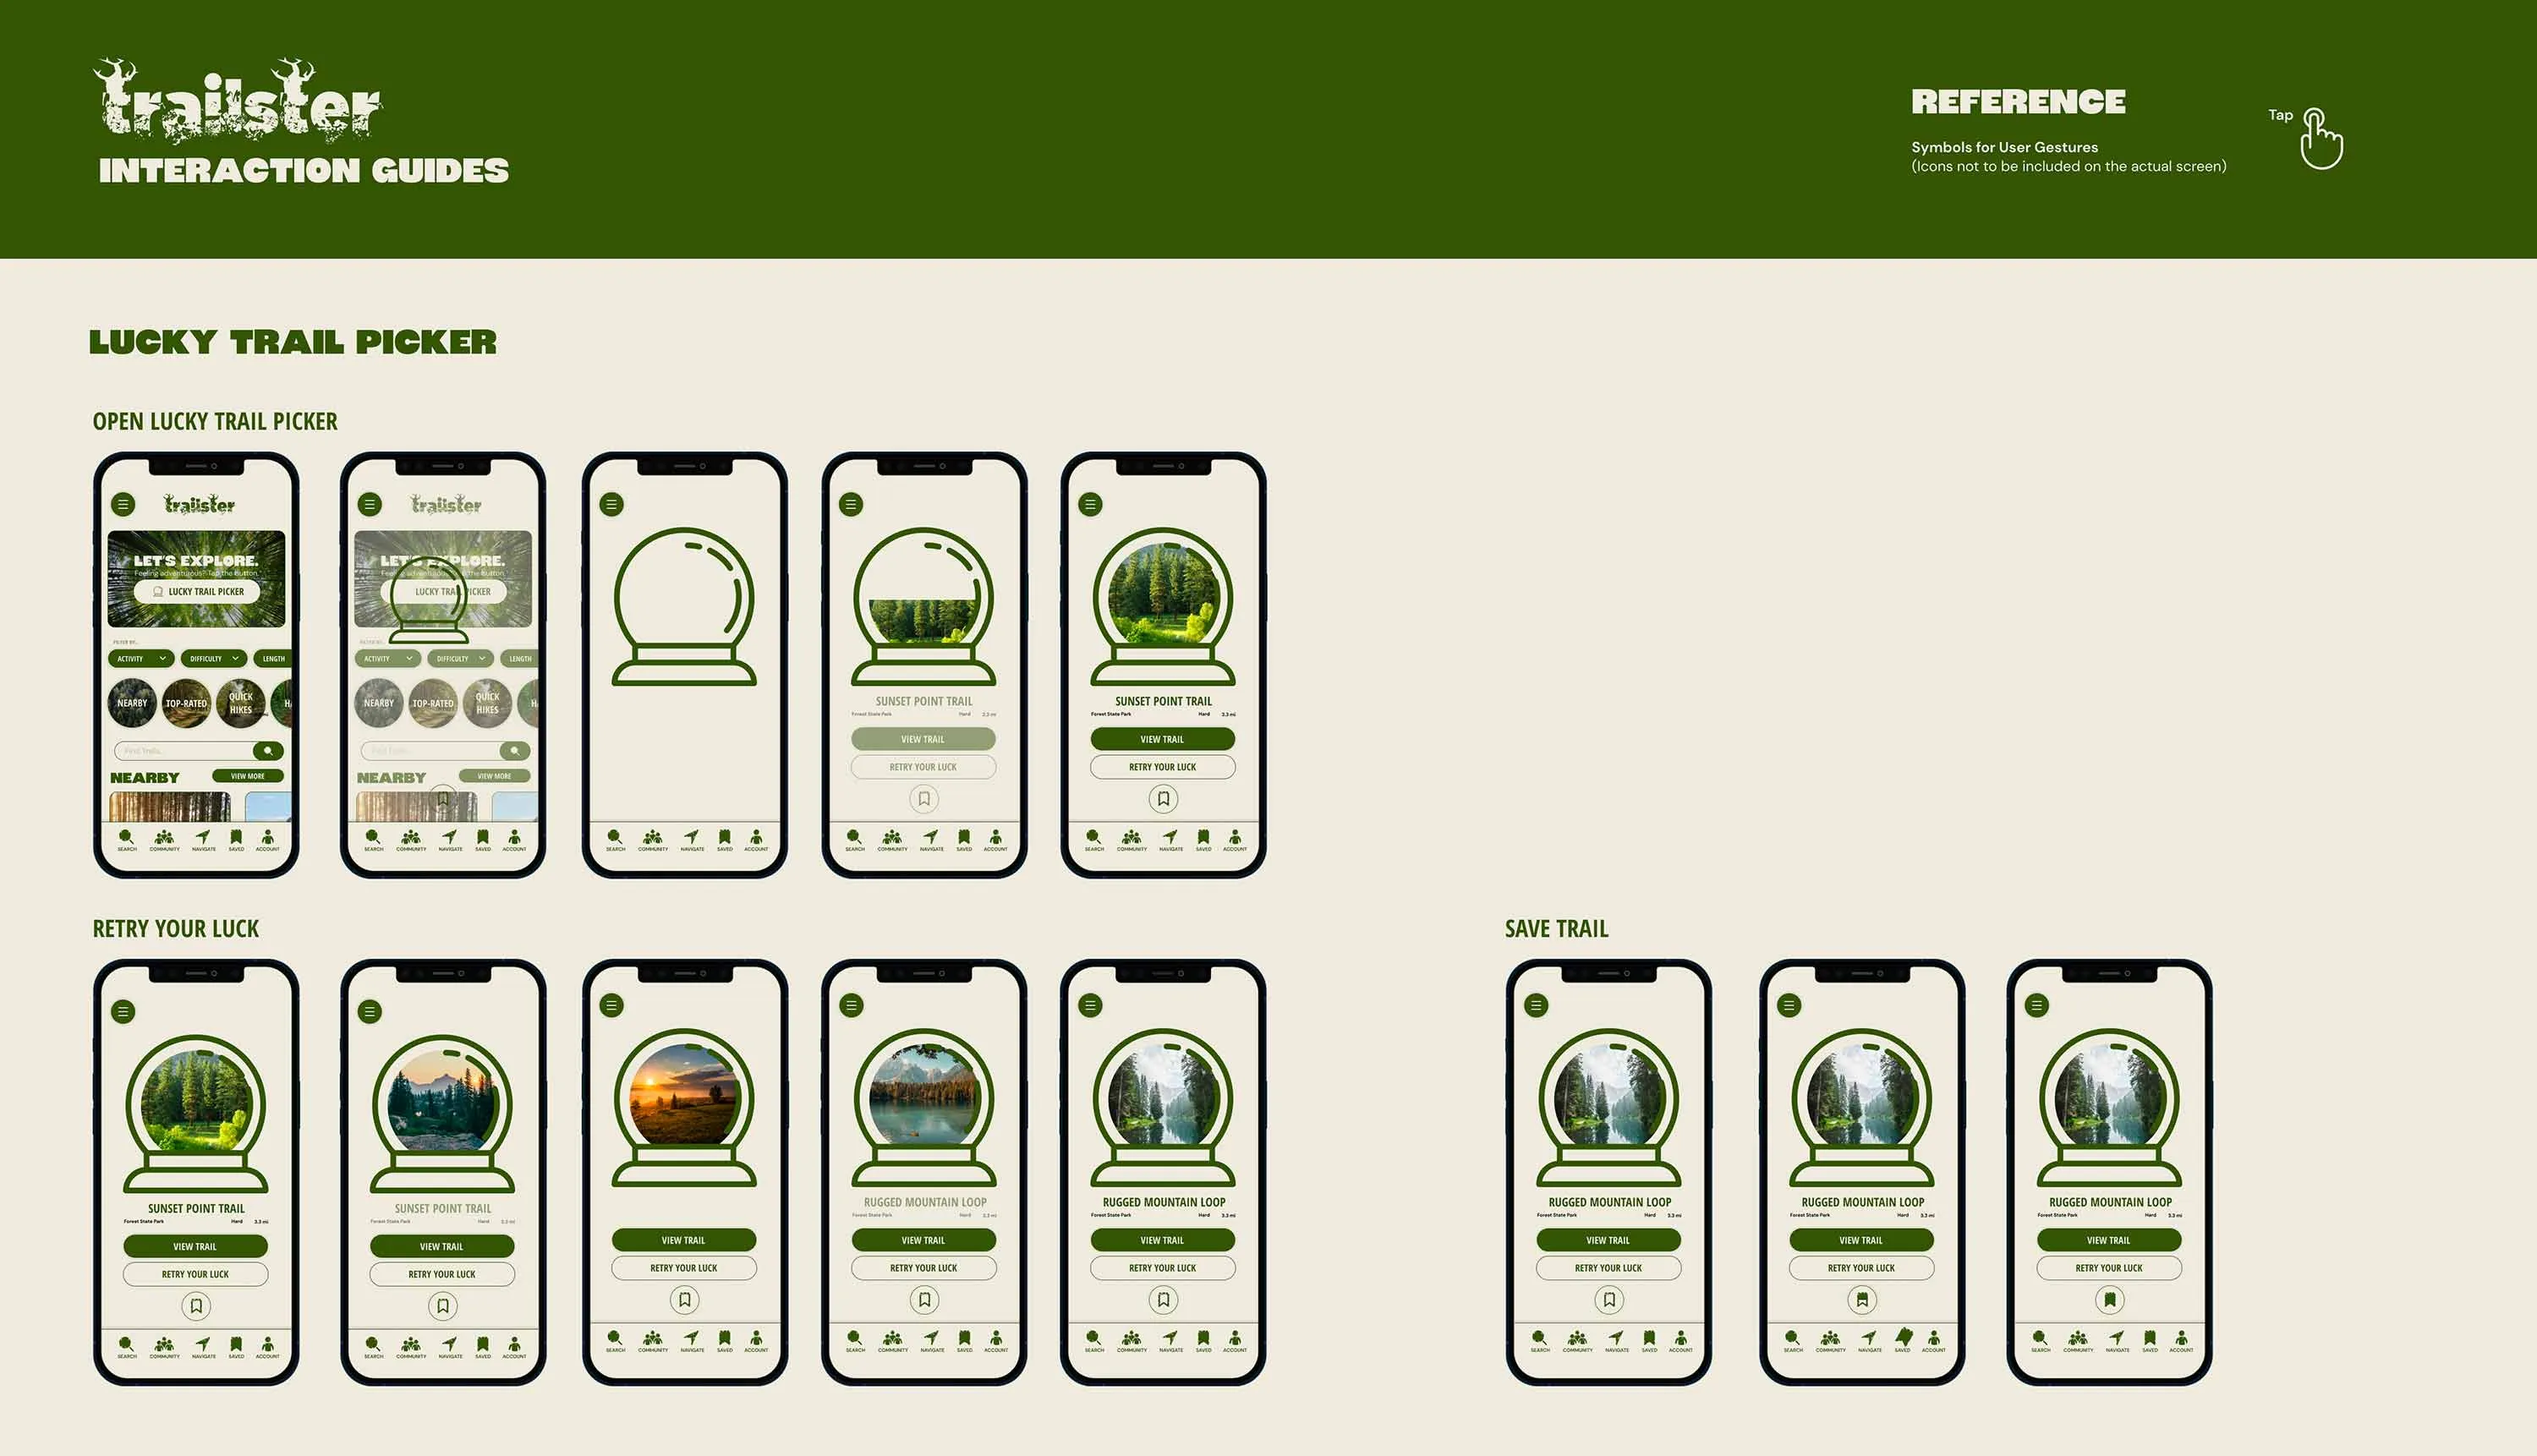 trailster
INTERACTION GUIDES
REFERENCE
Symbols for User Gestures
(Icons not to be included on the actual screen)
Tap
LUCKY TRAIL PICKER
OPEN LUCKY TRAIL PICKER
trailster
LET'S EXPLORE.
Feeling adventurous? Tap the button.
LUCKY TRAIL PICKER
FILTER BY...
ACTIVITY DIFFICULTY LENGTH
NEARBY TOP-RATED QUICK HIKES
Find Trails...
NEARBY VIEW MORE
SEARCH COMMUNITY NAVIGATE SAVED ACCOUNT
trailster
LET'S EXPLORE.
LUCKY TRAIL PICKER
FILTER BY...
ACTIVITY DIFFICULTY LENGTH
NEARBY TOP-RATED QUICK HIKES
Find Trails...
NEARBY VIEW MORE
SEARCH COMMUNITY NAVIGATE SAVED ACCOUNT
SEARCH COMMUNITY NAVIGATE SAVED ACCOUNT
SUNSET POINT TRAIL
Forest State Park Hard 3.3 mi
VIEW TRAIL
RETRY YOUR LUCK
SEARCH COMMUNITY NAVIGATE SAVED ACCOUNT
SUNSET POINT TRAIL
Forest State Park Hard 3.3 mi
VIEW TRAIL
RETRY YOUR LUCK
SEARCH COMMUNITY NAVIGATE SAVED ACCOUNT
RETRY YOUR LUCK
SUNSET POINT TRAIL
Forest State Park Hard 3.3 mi
VIEW TRAIL
RETRY YOUR LUCK
SEARCH COMMUNITY NAVIGATE SAVED ACCOUNT
SUNSET POINT TRAIL
Forest State Park Hard 3.3 mi
VIEW TRAIL
RETRY YOUR LUCK
SEARCH COMMUNITY NAVIGATE SAVED ACCOUNT
VIEW TRAIL
RETRY YOUR LUCK
SEARCH COMMUNITY NAVIGATE SAVED ACCOUNT
RUGGED MOUNTAIN LOOP
Forest State Park Hard 3.3 mi
VIEW TRAIL
RETRY YOUR LUCK
SEARCH COMMUNITY NAVIGATE SAVED ACCOUNT
RUGGED MOUNTAIN LOOP
Forest State Park Hard 3.3 mi
VIEW TRAIL
RETRY YOUR LUCK
SEARCH COMMUNITY NAVIGATE SAVED ACCOUNT
SAVE TRAIL
RUGGED MOUNTAIN LOOP
Forest State Park Hard 3.3 mi
VIEW TRAIL
RETRY YOUR LUCK
SEARCH COMMUNITY NAVIGATE SAVED ACCOUNT
RUGGED MOUNTAIN LOOP
Forest State Park Hard 3.3 mi
VIEW TRAIL
RETRY YOUR LUCK
SEARCH COMMUNITY NAVIGATE SAVED ACCOUNT
RUGGED MOUNTAIN LOOP
Forest State Park Hard 3.3 mi
VIEW TRAIL
RETRY YOUR LUCK
SEARCH COMMUNITY NAVIGATE SAVED ACCOUNT